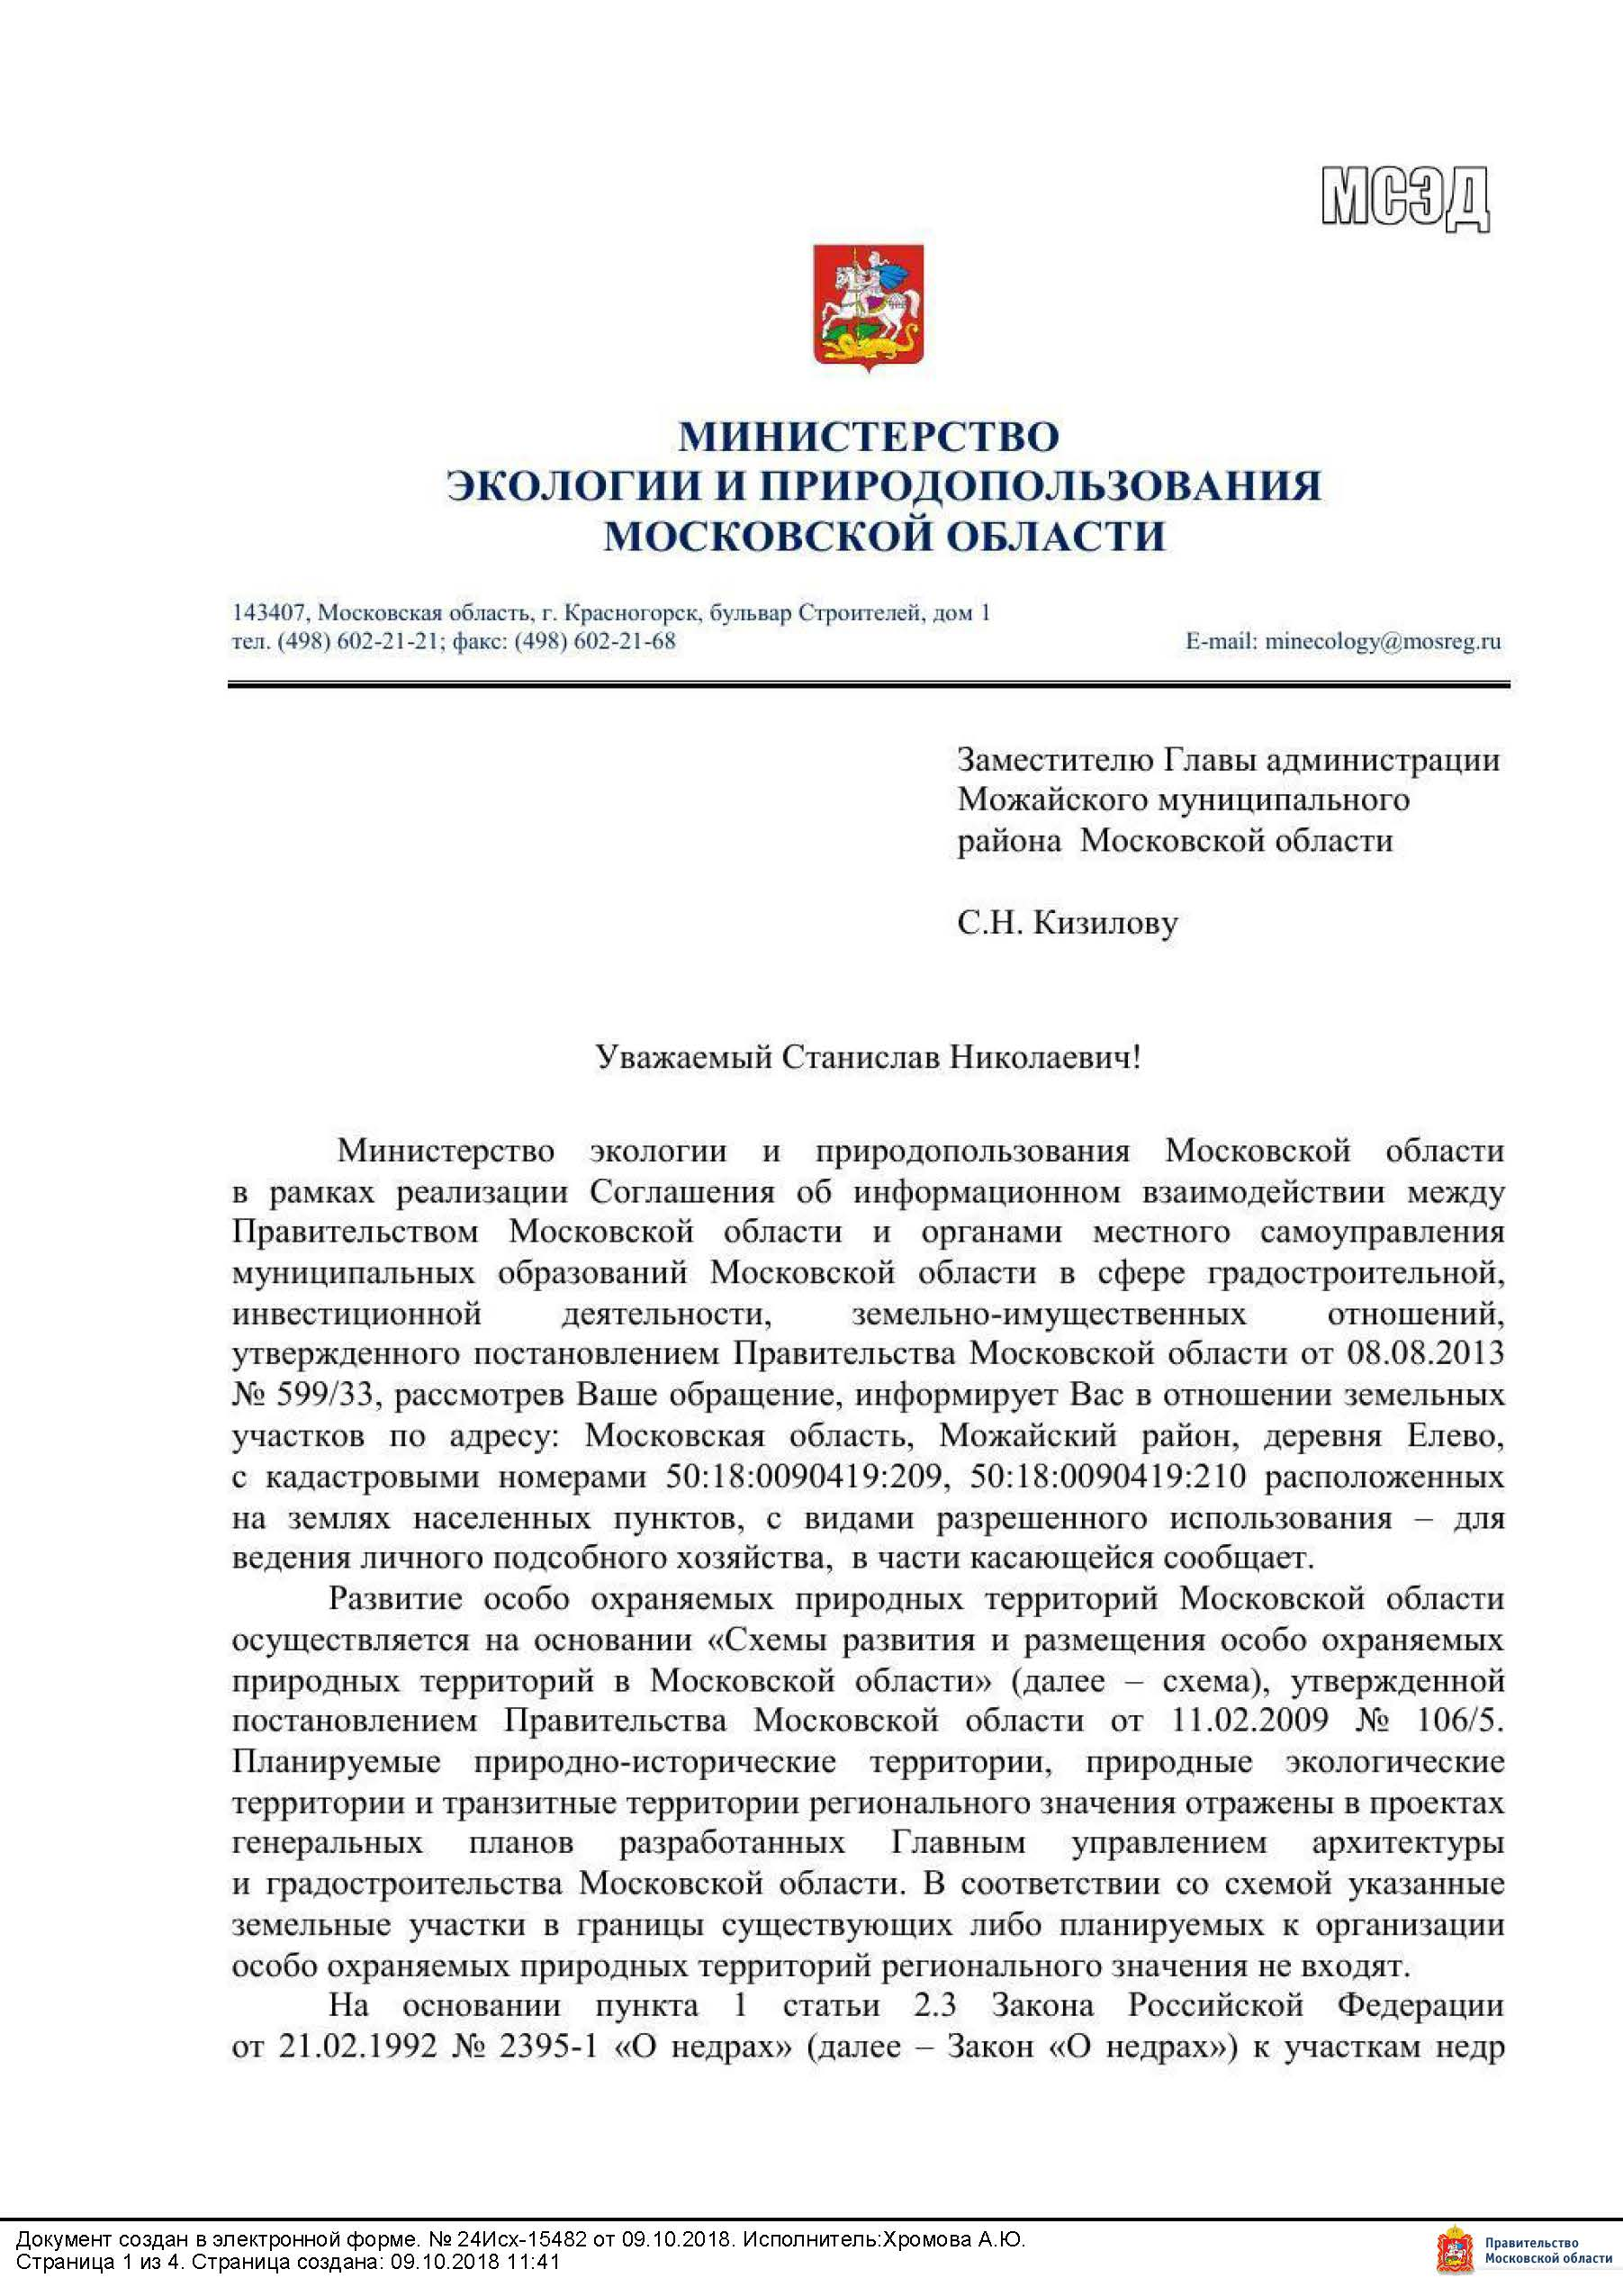 МСЭД
МИНИСТЕРСТВО
ЭКОЛОГИИ И ПРИРОДОПОЛЬЗОВАНИЯ
МОСКОВСКОЙ ОБЛАСТИ
143407, Московская область, г. Красногорск, бульвар Строителей, дом 1
тел. (498) 602-21-21; факс: (498) 602-21-68 E-mail: minecology@mosreg.ru
Заместителю Главы администрации
Можайского муниципального
района Московской области
С.Н. Кизилову
Уважаемый Станислав Николаевич!
Министерство экологии и природопользования Московской области
в рамках реализации Соглашения об информационном взаимодействии между
Правительством Московской области и органами местного самоуправления
муниципальных образований Московской области в сфере градостроительной,
инвестиционной деятельности, земельно-имущественных отношений,
утвержденного постановлением Правительства Московской области от 08.08.2013
№ 599/33, рассмотрев Ваше обращение, информирует Вас в отношении земельных
участков по адресу: Московская область, Можайский район, деревня Елево,
с кадастровыми номерами 50:18:0090419:209, 50:18:0090419:210 расположенных
на землях населенных пунктов, с видами разрешенного использования – для
ведения личного подсобного хозяйства, в части касающейся сообщает.
Развитие особо охраняемых природных территорий Московской области
осуществляется на основании «Схемы развития и размещения особо охраняемых
природных территорий в Московской области» (далее – схема), утвержденной
постановлением Правительства Московской области от 11.02.2009 № 106/5.
Планируемые природно-исторические территории, природные экологические
территории и транзитные территории регионального значения отражены в проектах
генеральных планов разработанных Главным управлением архитектуры
и градостроительства Московской области. В соответствии со схемой указанные
земельные участки в границы существующих либо планируемых к организации
особо охраняемых природных территорий регионального значения не входят.
На основании пункта 1 статьи 2.3 Закона Российской Федерации
от 21.02.1992 № 2395-1 «О недрах» (далее – Закон «О недрах») к участкам недр
Документ создан в электронной форме. № 24Исх-15482 от 09.10.2018. Исполнитель:Хромова А.Ю.
Страница 1 из 4. Страница создана: 09.10.2018 11:41
Правительство
Московской области